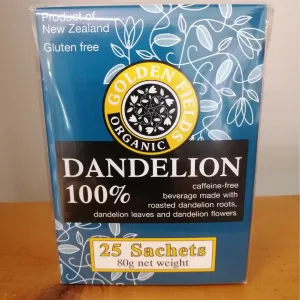 Product of
New Zealand
Gluten free
GOLDEN FIELDS
ORGANIC
DANDELION
100%
caffeine-free
beverage made with
roasted dandelion roots,
dandelion leaves and dandelion flowers
25 Sachets
80g net weight